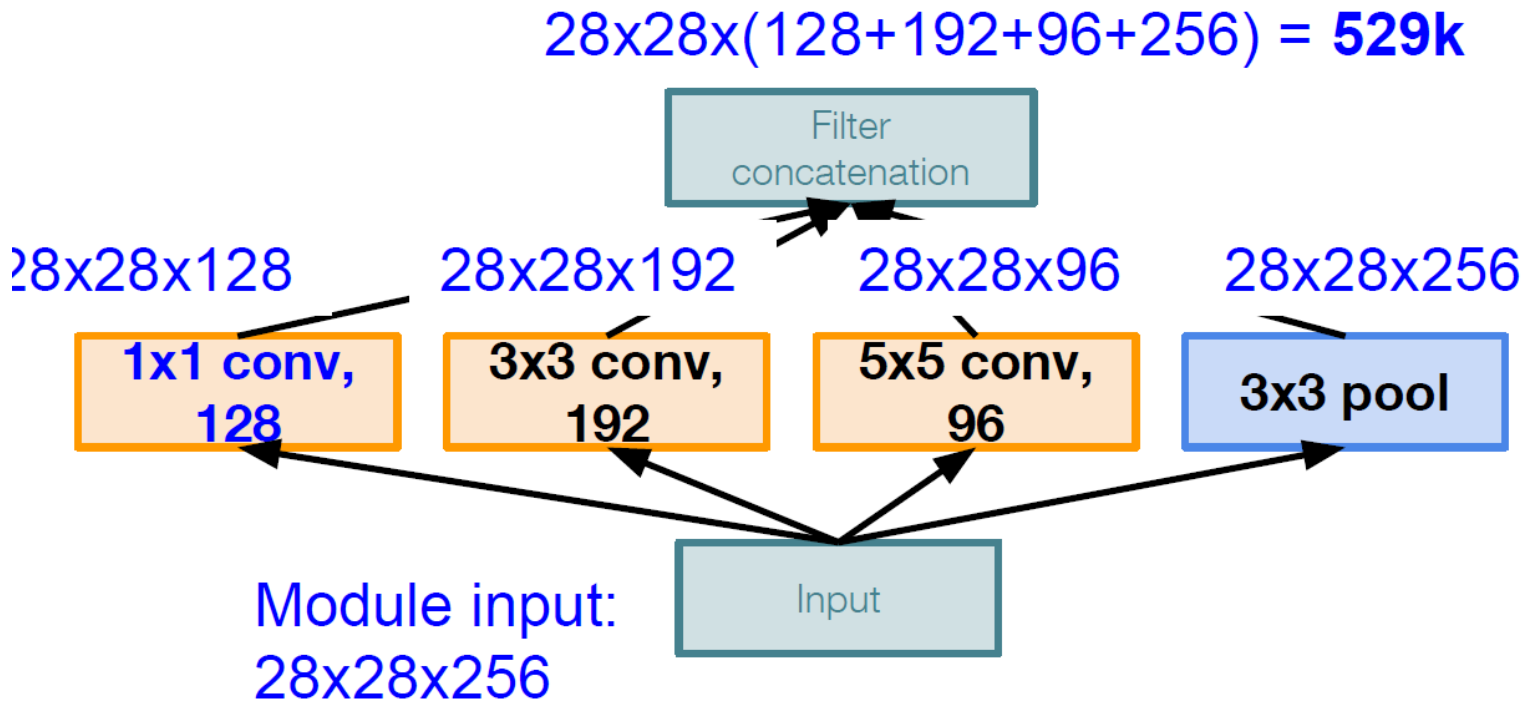 28x28x(128+192+96+256) = 529k
Filter
concatenation
28x28x128 28x28x192 28x28x96 28x28x256
1x1 conv,
128
3x3 conv,
192
5x5 conv,
96
3x3 pool
Input
Module input:
28x28x256